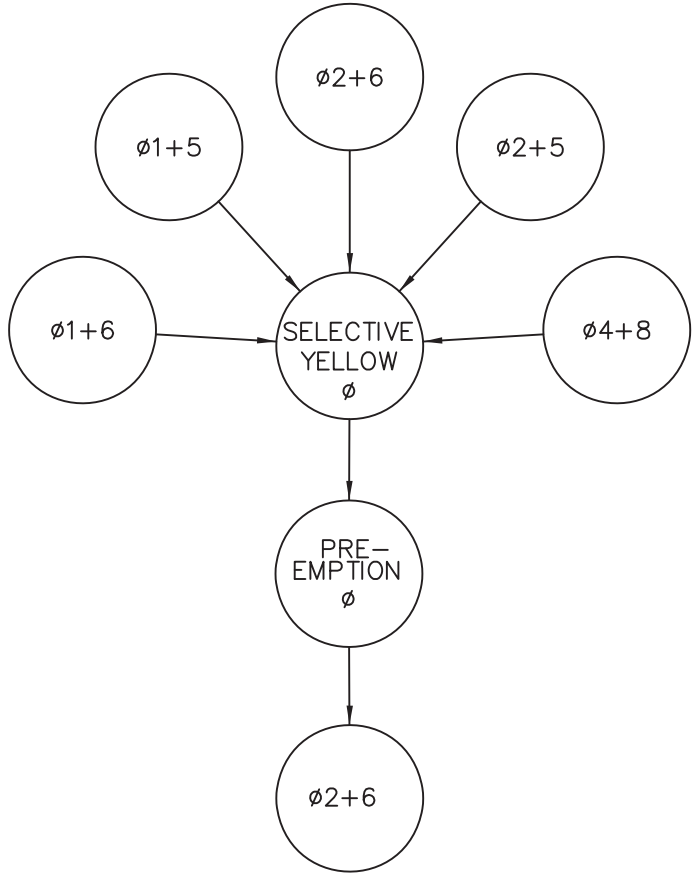 ø2+6
ø1+5
ø2+5
ø1+6
ø4+8
SELECTIVE
YELLOW
ø
PRE-
EMPTION
ø
ø2+6